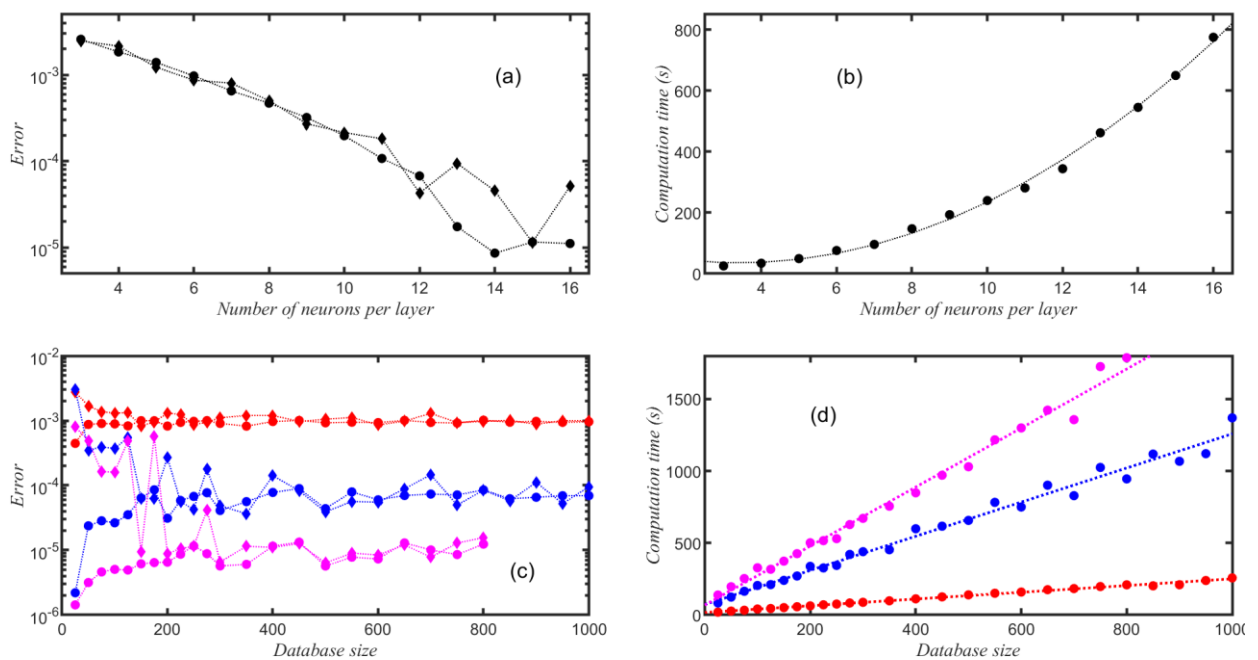 (a)
10^-3
10^-4
10^-5
Error
4 6 8 10 12 14 16
Number of neurons per layer
(b)
800
600
400
200
0
Computation time (s)
4 6 8 10 12 14 16
Number of neurons per layer
10^-2
10^-3
10^-4
10^-5
10^-6
Error
(c)
0 200 400 600 800 1000
Database size
(d)
1500
1000
500
0
Computation time (s)
0 200 400 600 800 1000
Database size